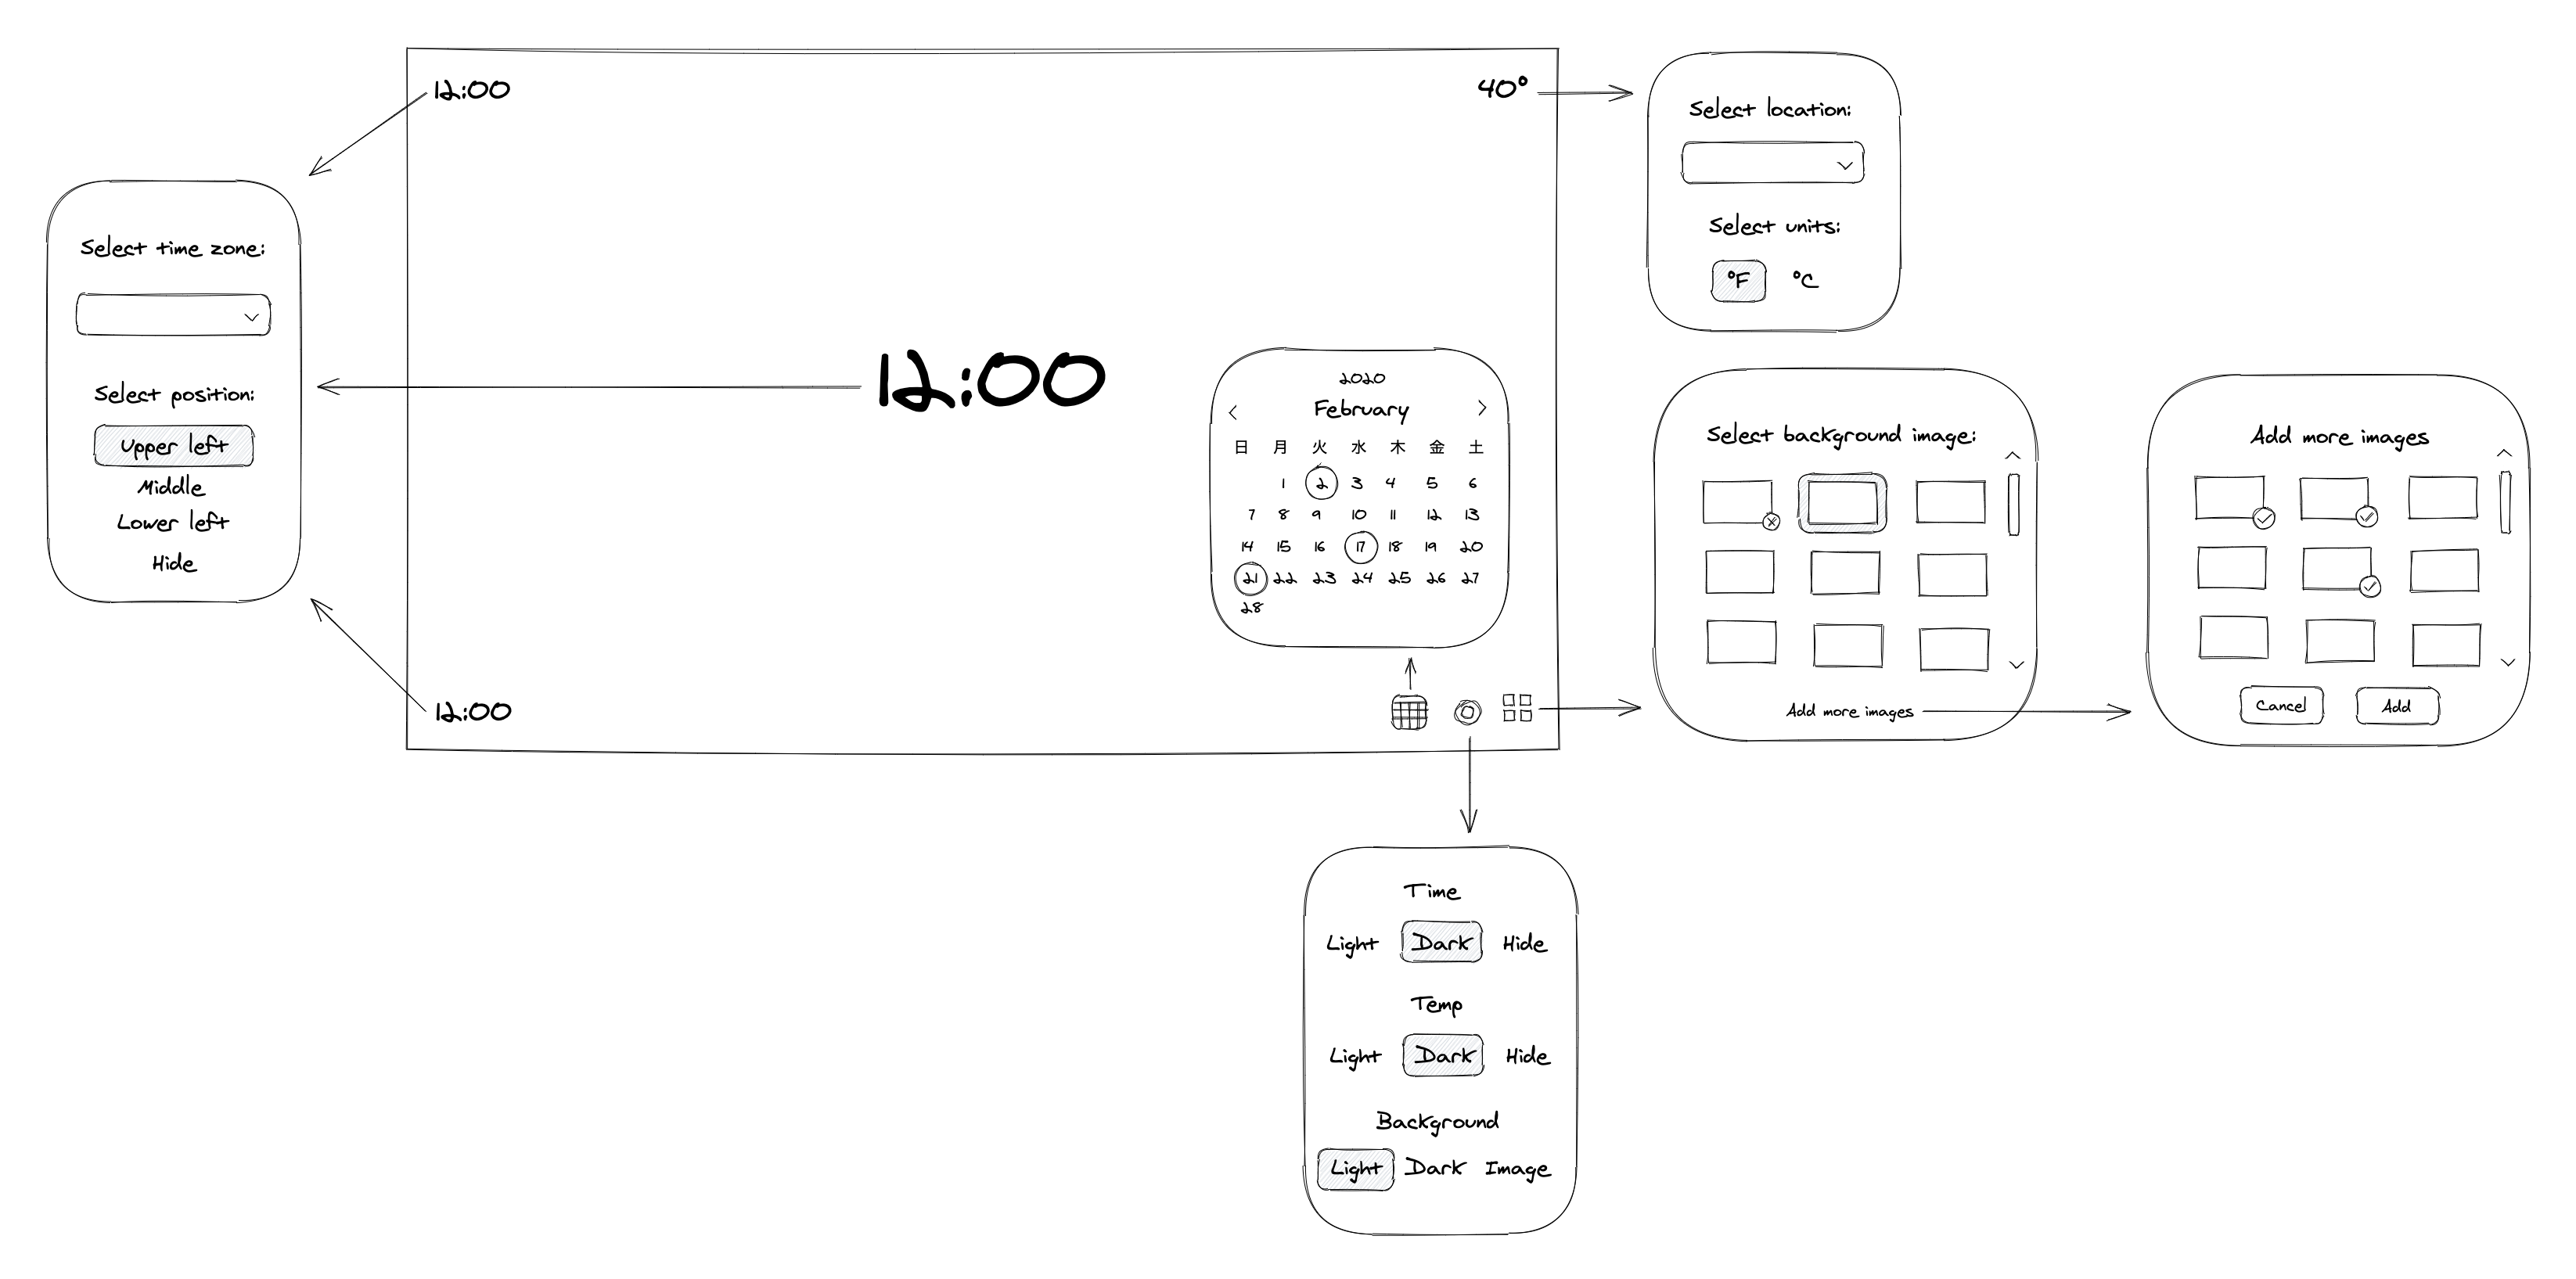 12:00
40°
Select time zone:
Select position:
Upper left
Middle
Lower left
Hide
12:00
12:00
2020
February
日 月 火 水 木 金 土
1 2 3 4 5 6
7 8 9 10 11 12 13
14 15 16 17 18 19 20
21 22 23 24 25 26 27
28
Select location:
Select units:
°F °C
Select background image:
Add more images
Add more images
Cancel Add
Time
Light Dark Hide
Temp
Light Dark Hide
Background
Light Dark Image